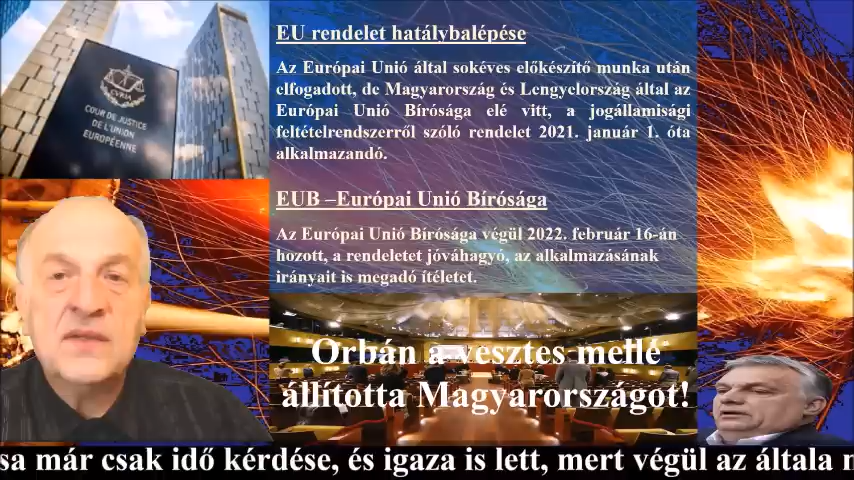 CVRIA
COUR DE JUSTICE
DE L'UNION
EUROPÉENNE
EU rendelet hatálybalépése
Az Európai Unió által sokéves előkészítő munka után
elfogadott, de Magyarország és Lengyelország által az
Európai Unió Bírósága elé vitt, a jogállamisági
feltételrendszerről szóló rendelet 2021. január 1. óta
alkalmazandó.
EUB –Európai Unió Bírósága
Az Európai Unió Bírósága végül 2022. február 16-án
hozott, a rendeletet jóváhagyó, az alkalmazásának
irányait is megadó ítéletet.
Orbán a vesztes mellé
állította Magyarországot!
sa már csak idő kérdése, és igaza is lett, mert végül az általa